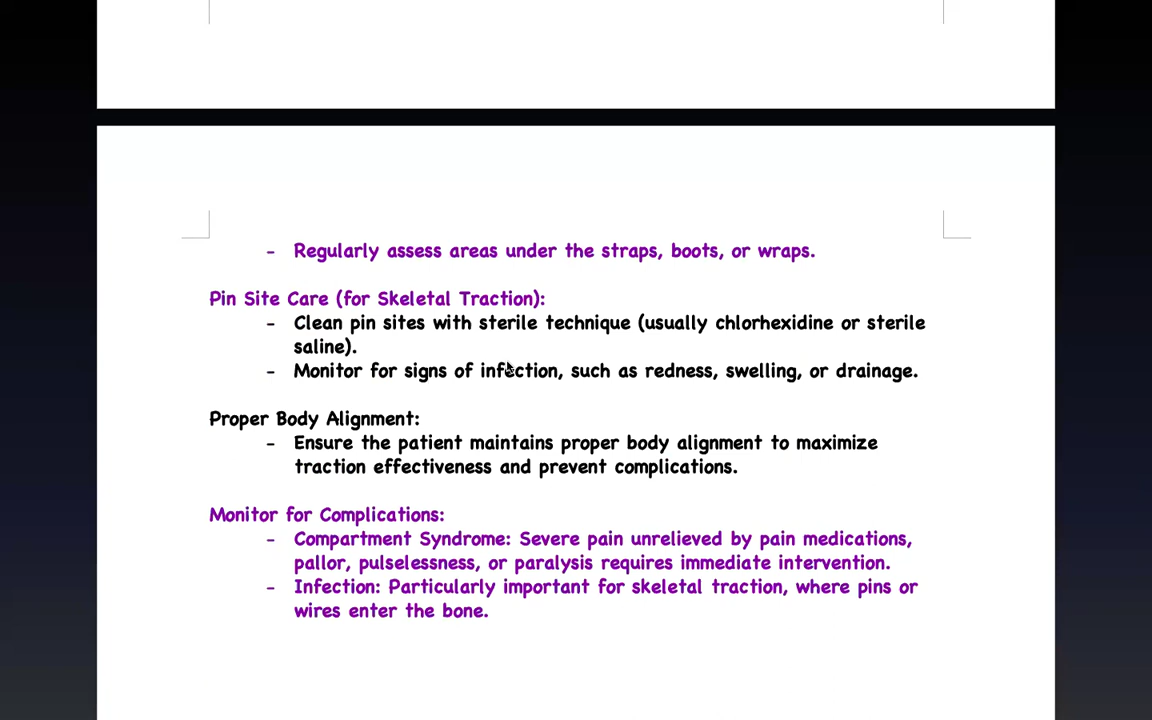 - Regularly assess areas under the straps, boots, or wraps.
Pin Site Care (for Skeletal Traction):
- Clean pin sites with sterile technique (usually chlorhexidine or sterile
saline).
- Monitor for signs of infection, such as redness, swelling, or drainage.
Proper Body Alignment:
- Ensure the patient maintains proper body alignment to maximize
traction effectiveness and prevent complications.
Monitor for Complications:
- Compartment Syndrome: Severe pain unrelieved by pain medications,
pallor, pulselessness, or paralysis requires immediate intervention.
- Infection: Particularly important for skeletal traction, where pins or
wires enter the bone.